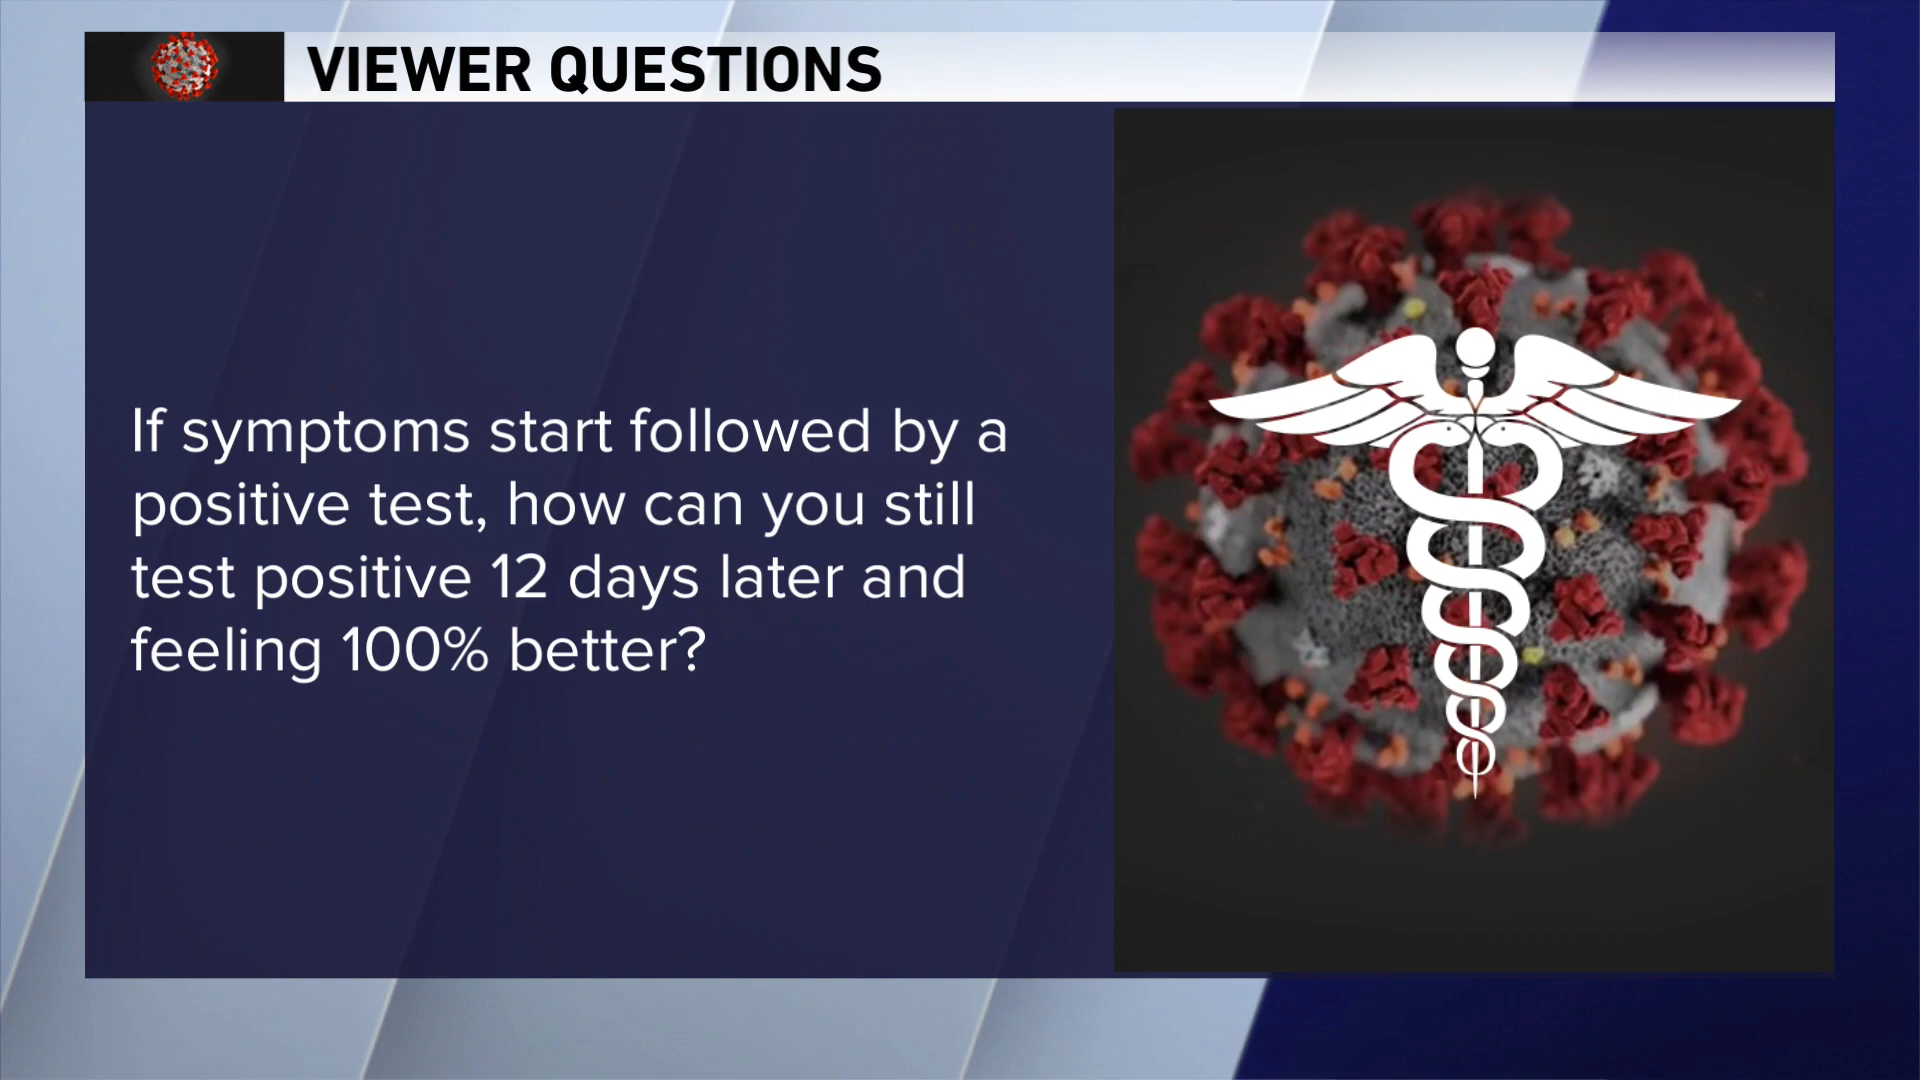 VIEWER QUESTIONS
If symptoms start followed by a
positive test, how can you still
test positive 12 days later and
feeling 100% better?